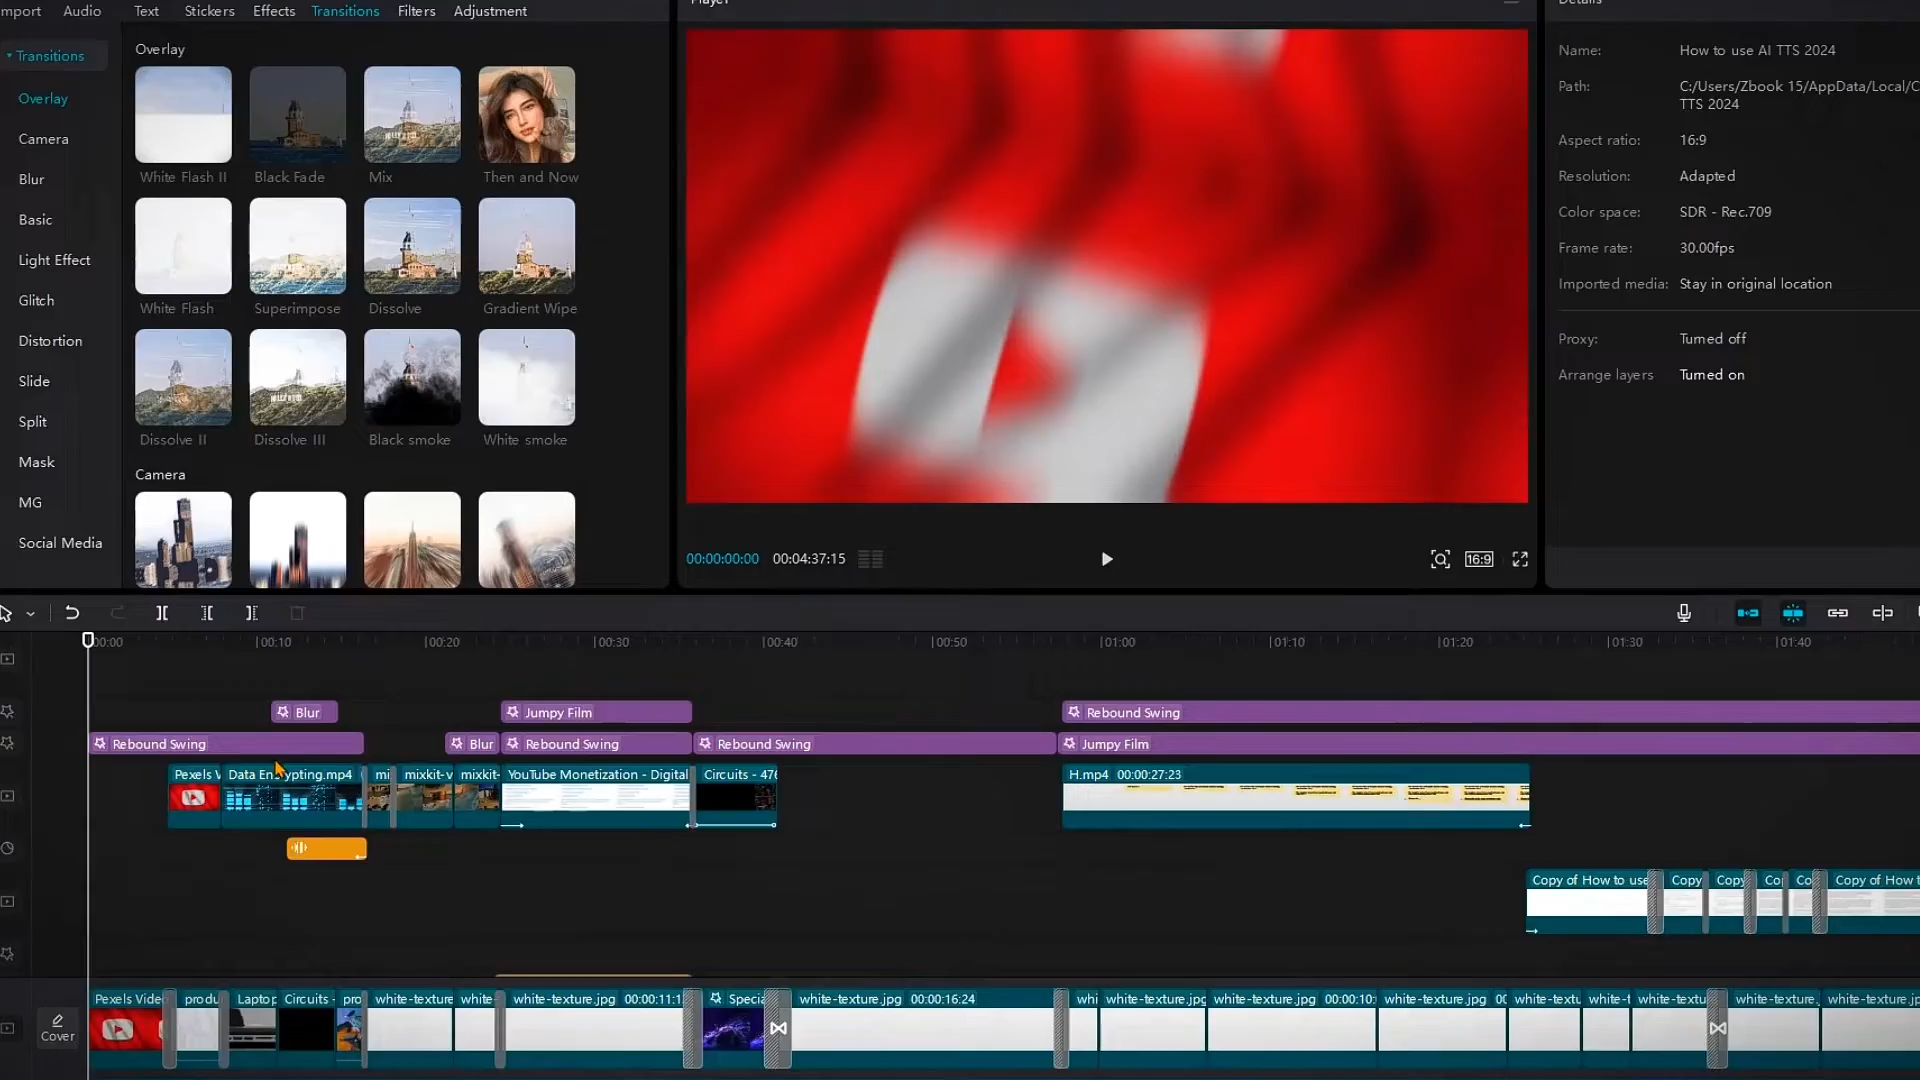 Audio
Text
Stickers
Effects
Transitions
Filters
Adjustment
Transitions
Overlay
Camera
Blur
Basic
Light Effect
Glitch
Distortion
Slide
Split
Mask
MG
Social Media
Overlay
White Flash II
Black Fade
Mix
Then and Now
White Flash
Superimpose
Dissolve
Gradient Wipe
Dissolve II
Dissolve III
Black smoke
White smoke
Camera
Player
00:00:00:00
00:04:37:15
16:9
Details
Name: How to use AI TTS 2024
Path: C:/Users/Zbook 15/AppData/Local/C
TTS 2024
Aspect ratio: 16:9
Resolution: Adapted
Color space: SDR - Rec.709
Frame rate: 30.00fps
Imported media: Stay in original location
Proxy: Turned off
Arrange layers Turned on
00:00 00:10 00:20 00:30 00:40 00:50 01:00 01:10 01:20 01:30 01:40
Blur
Jumpy Film
Rebound Swing
Rebound Swing
Blur
Rebound Swing
Rebound Swing
Jumpy Film
Pexels V
Data Encrypting.mp4
mi
mixkit-v
mixkit-
YouTube Monetization - Digital
Circuits - 476
H.mp4 00:00:27:23
Copy of How to use
Copy
Copy
Co
Co
Copy of How t
Cover
Pexels Video
produ
Laptop
Circuits -
pro
white-texture
white-
white-texture.jpg 00:00:11:1
Specia
white-texture.jpg 00:00:16:24
whi
white-texture.jpg
white-texture.jpg 00:00:10:
white-texture.jpg 00
white-textu
white-t
white-textu
white-texture.
white-texture.jp